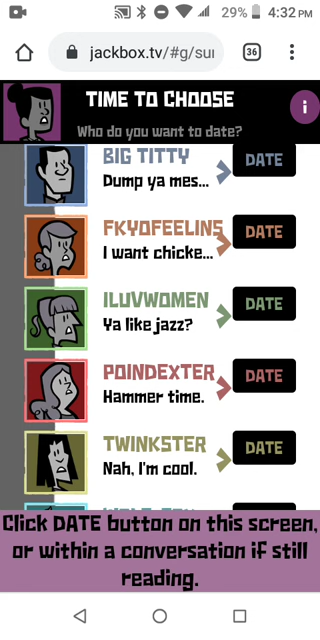 29% 4:32 PM
jackbox.tv/#g/sur
36
TIME TO CHOOSE
i
Who do you want to date?
BIG TITTY
DATE
Dump ya mes...
FKYOFEELINS
DATE
I want chicke...
ILUVWOMEN
DATE
Ya like jazz?
POINDEXTER
DATE
Hammer time.
TWINKSTER
DATE
Nah, I'm cool.
Click DATE button on this screen,
or within a conversation if still
reading.